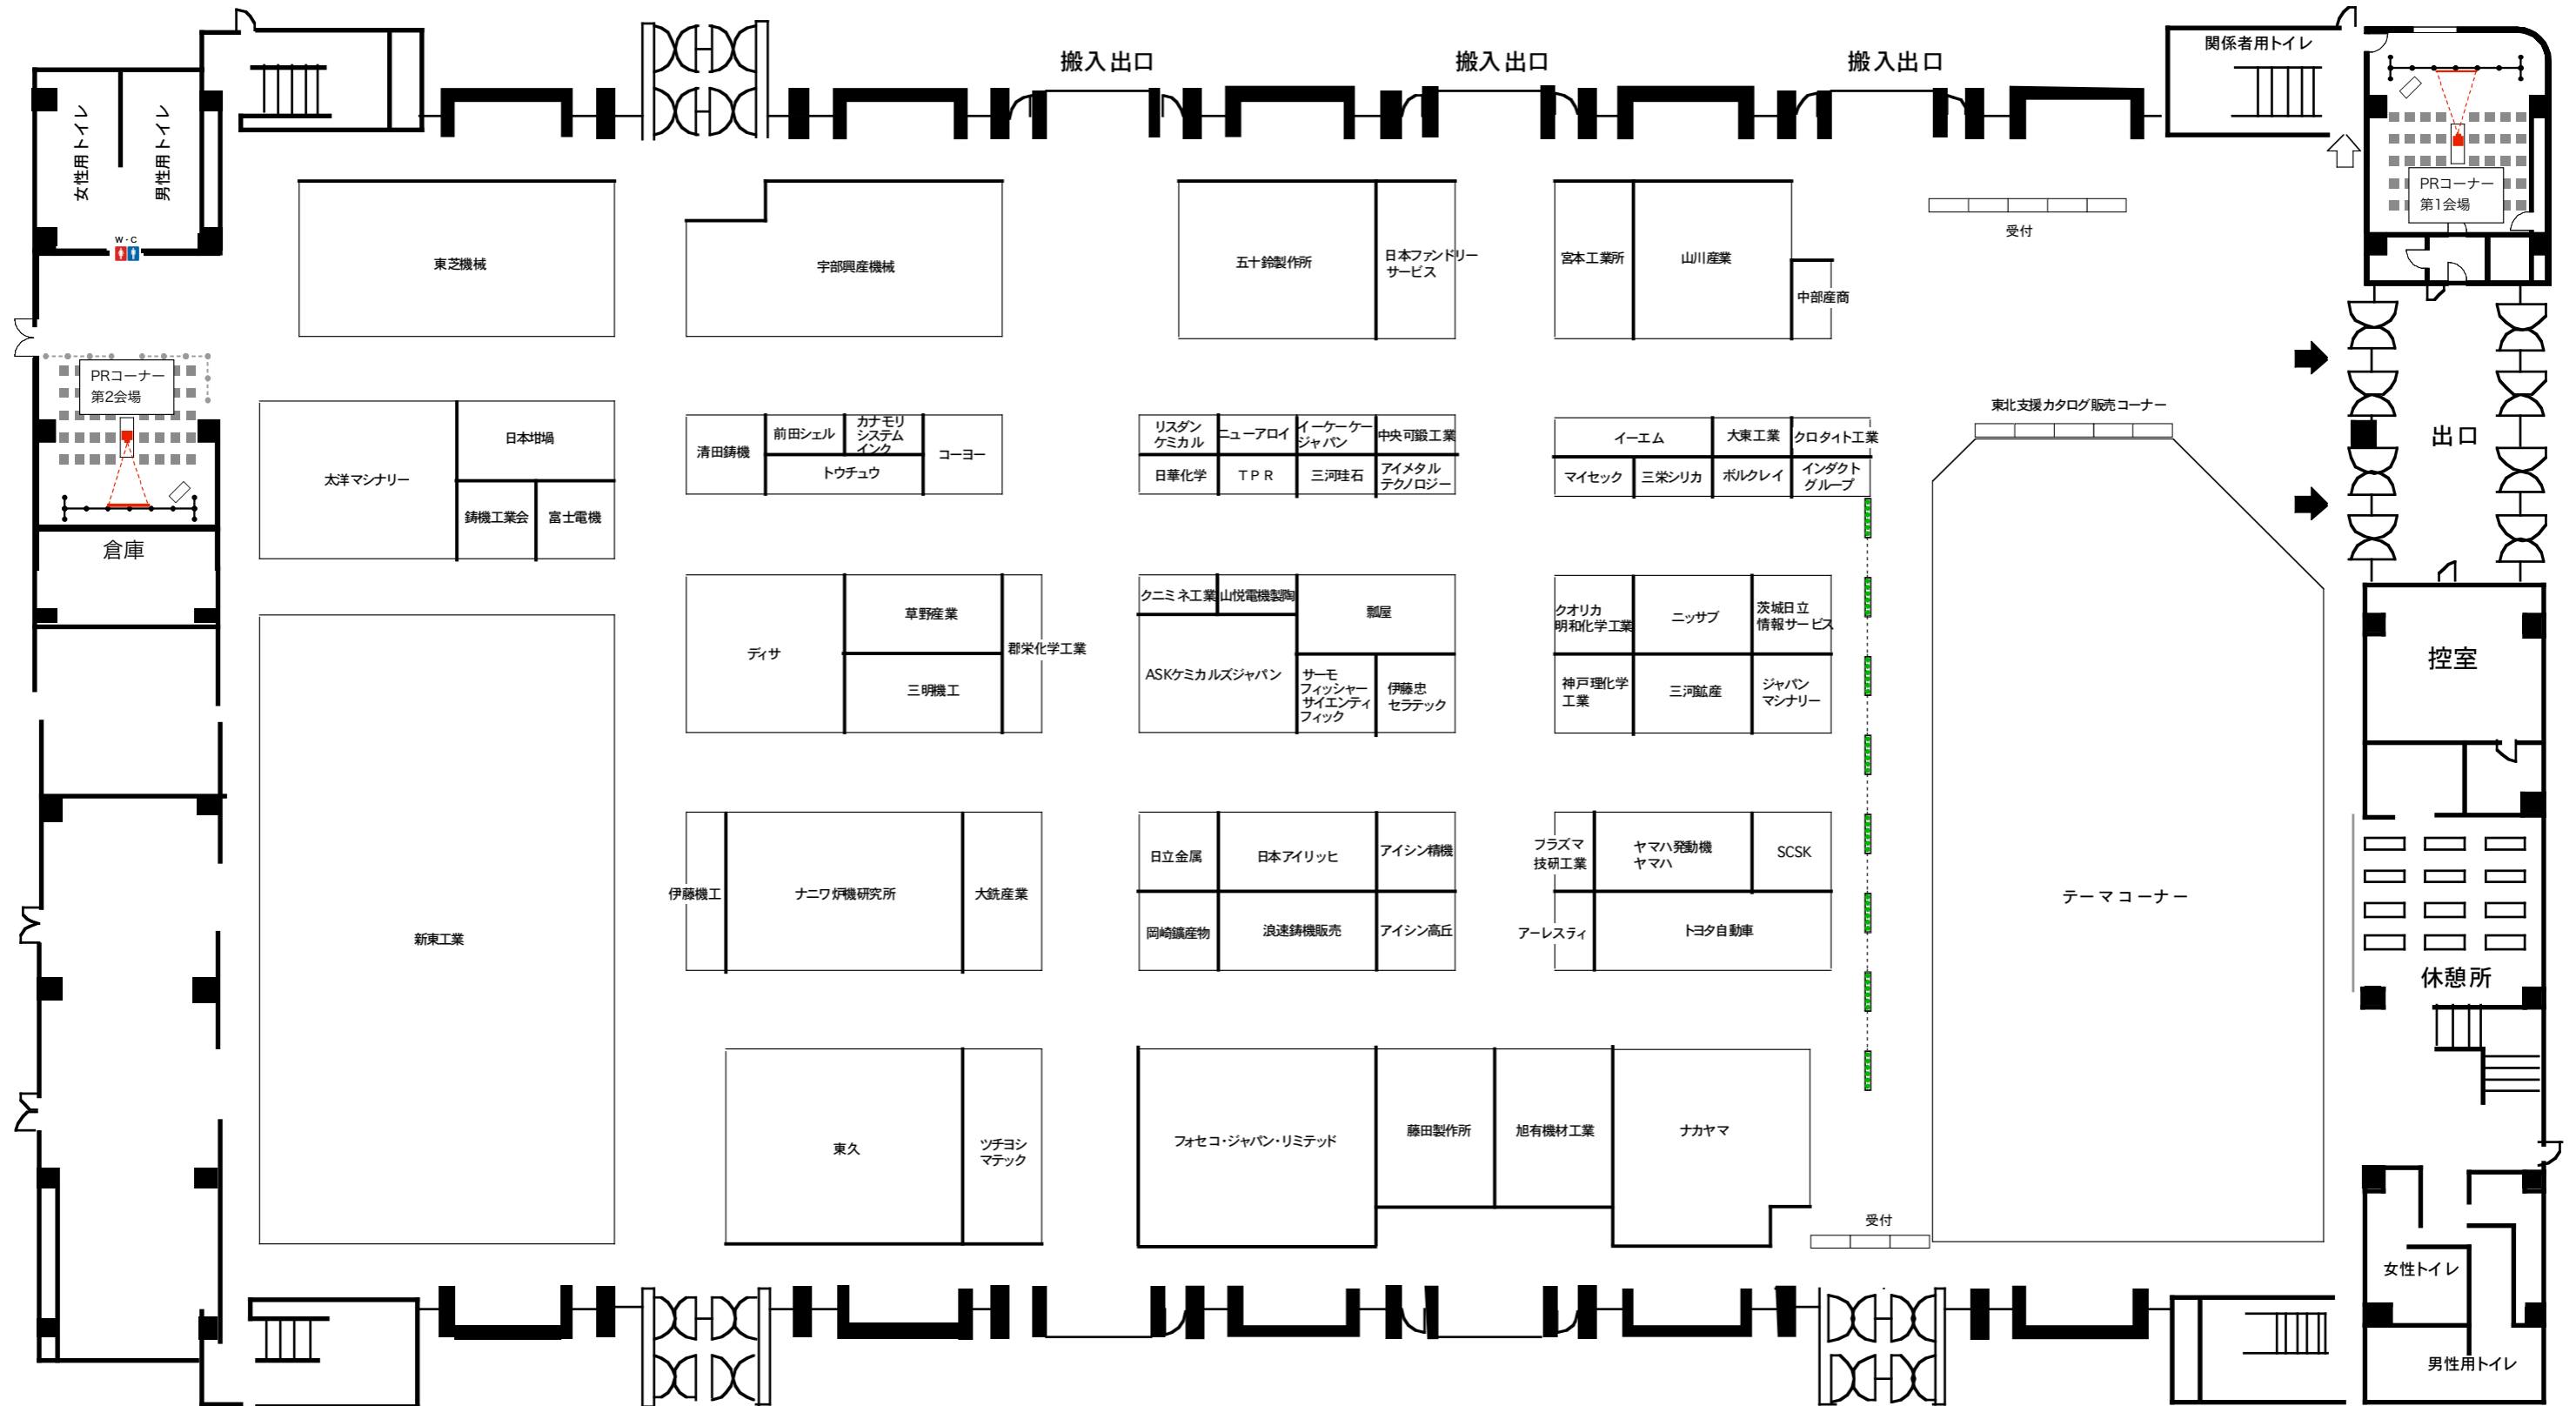 搬入出口
搬入出口
搬入出口
関係者用トイレ
女性用トイレ
男性用トイレ
W・C
PRコーナー
第1会場
受付
東芝機械
宇部興産機械
五十鈴製作所
日本ファンドリー
サービス
宮本工業所
山川産業
中部産商
PRコーナー
第2会場
倉庫
太洋マシナリー
日本坩堝
鋳機工業会
富士電機
清田鋳機
前田シェル
カナモリ
システム
インク
トウチュウ
コーヨー
リスダン
ケミカル
ニューアロイ
イーケーケー
ジャパン
中央可鍛工業
日華化学
TPR
三河珪石
アイメタル
テクノロジー
イーエム
大東工業
クロタイト工業
マイセック
三栄シリカ
ボルクレイ
インダクト
グループ
東北支援カタログ販売コーナー
出口
ディサ
草野産業
三明機工
郡栄化学工業
クニミネ工業
山悦電機製陶
瓢屋
ASKケミカルズジャパン
サーモ
フィッシャー
サイエンティ
フィック
伊藤忠
セラテック
クオリカ
明和化学工業
ニッサブ
茨城日立
情報サービス
神戸理化学
工業
三河鉱産
ジャパン
マシナリー
控室
新東工業
伊藤機工
ナニワ炉機研究所
大銑産業
日立金属
日本アイリッヒ
アイシン精機
岡崎鑛産物
浪速鋳機販売
アイシン高丘
プラズマ
技研工業
ヤマハ発動機
ヤマハ
SCSK
アーレスティ
トヨタ自動車
テーマコーナー
休憩所
東久
ツチヨシ
マテック
フォセコ・ジャパン・リミテッド
藤田製作所
旭有機材工業
ナカヤマ
受付
女性トイレ
男性用トイレ